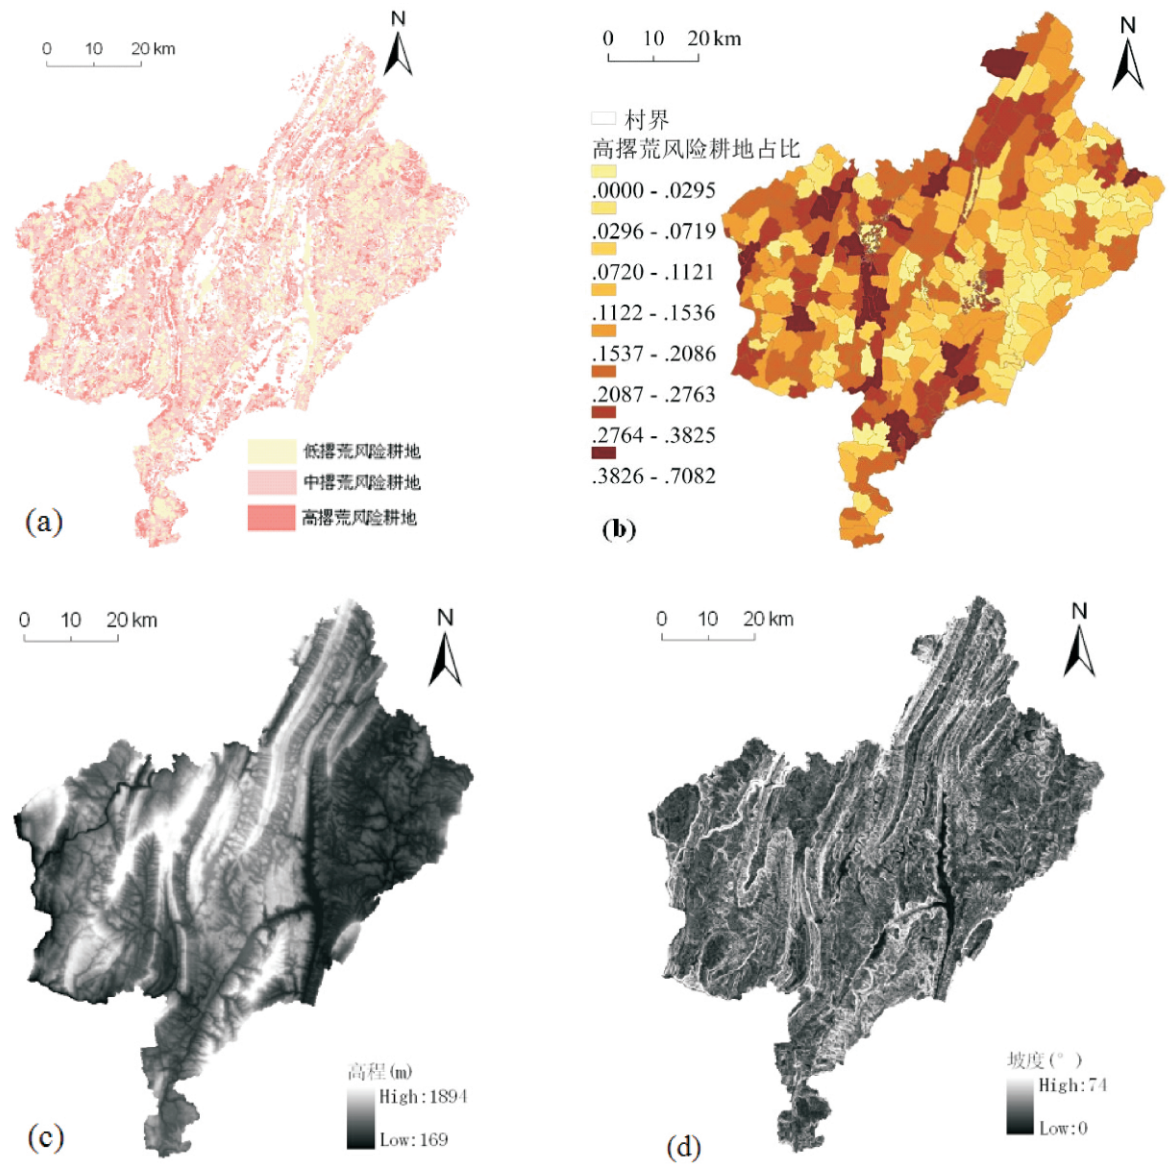 N
0 10 20 km
低撂荒风险耕地
中撂荒风险耕地
高撂荒风险耕地
(a)
N
0 10 20 km
村界
高撂荒风险耕地占比
.0000 - .0295
.0296 - .0719
.0720 - .1121
.1122 - .1536
.1537 - .2086
.2087 - .2763
.2764 - .3825
.3826 - .7082
(b)
N
0 10 20 km
高程(m)
High:1894
Low:169
(c)
N
0 10 20 km
坡度(°)
High:74
Low:0
(d)